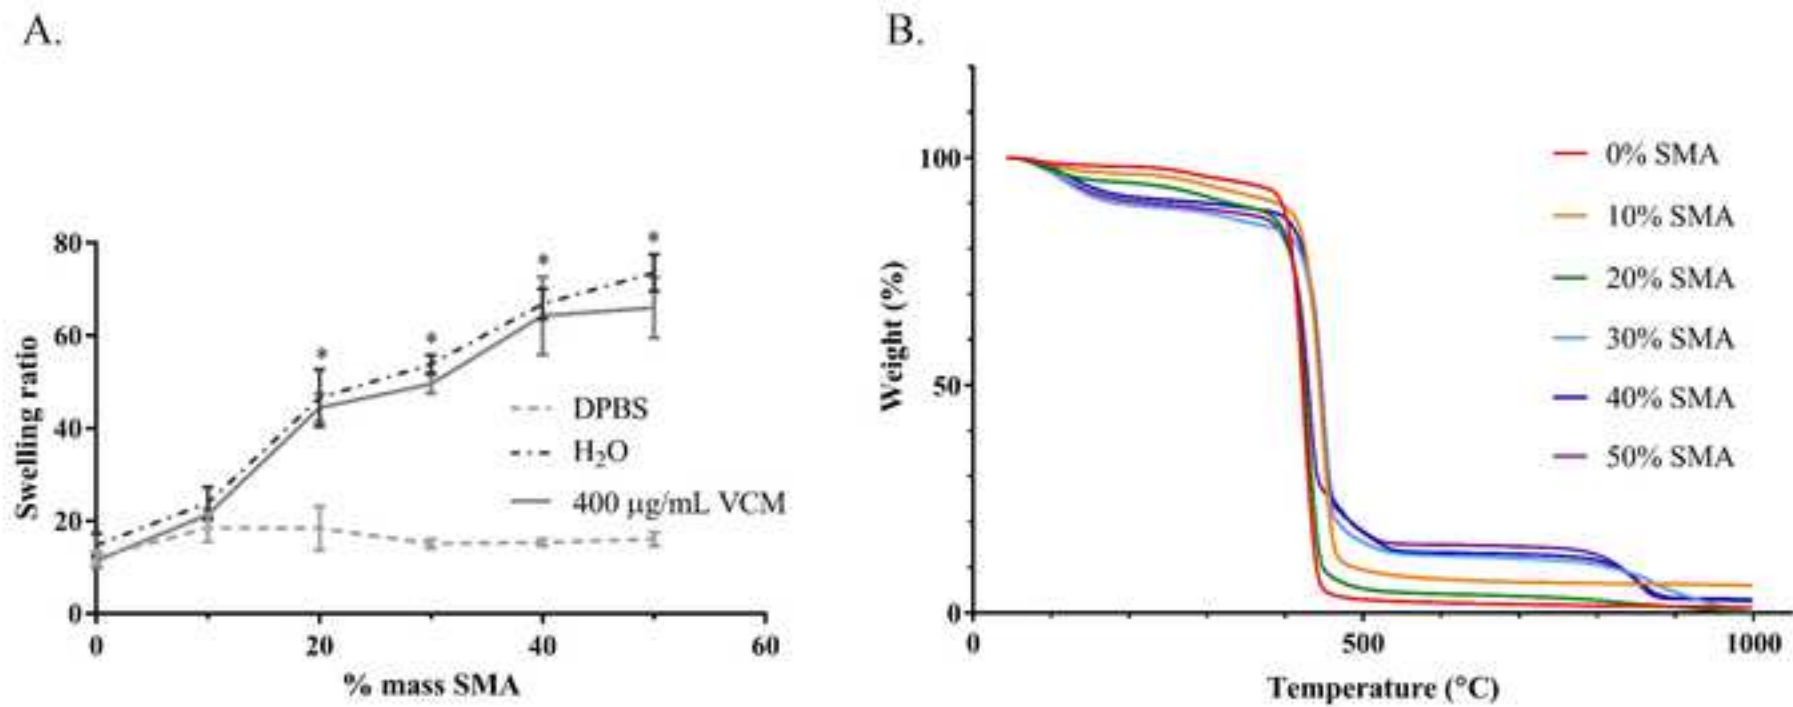 A.
80
60
40
20
0
Swelling ratio
*
*
*
*
DPBS
H₂O
400 µg/mL VCM
0
20
40
60
% mass SMA
B.
100
50
0
Weight (%)
0% SMA
10% SMA
20% SMA
30% SMA
40% SMA
50% SMA
0
500
1000
Temperature (°C)